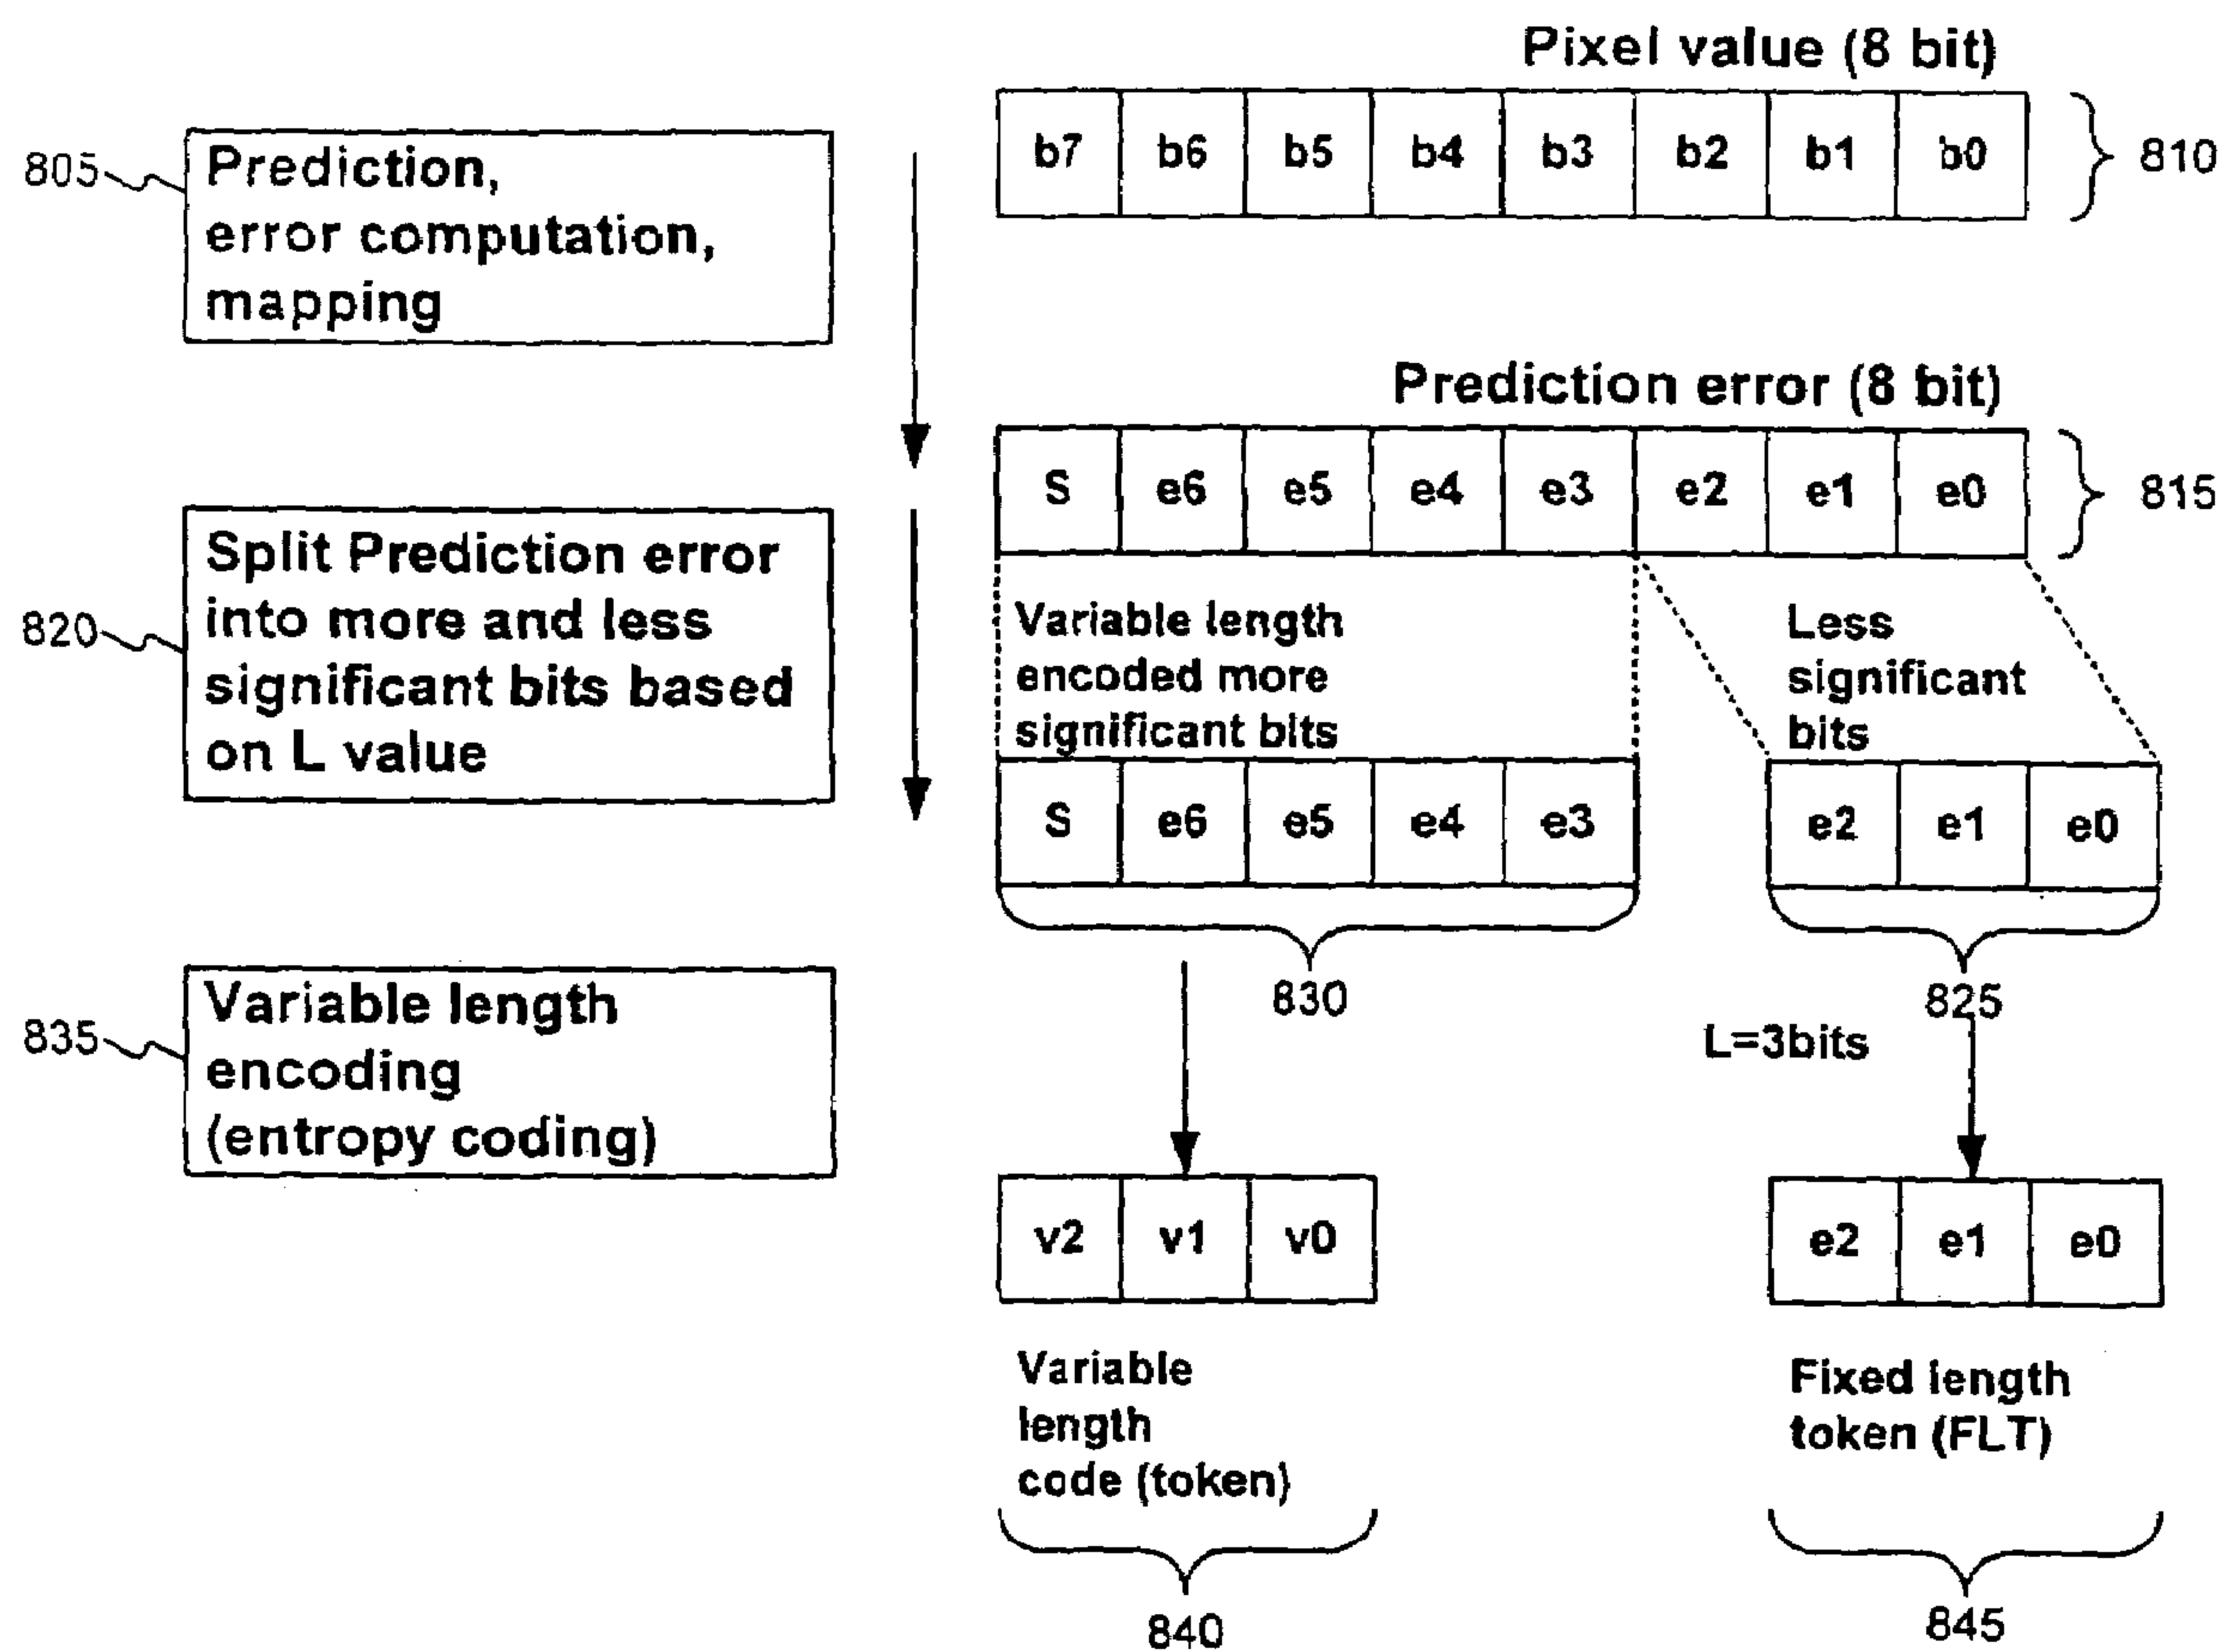 Pixel value (8 bit)
805
Prediction,
error computation,
mapping
b7 b6 b5 b4 b3 b2 b1 b0
810
Prediction error (8 bit)
S e6 e5 e4 e3 e2 e1 e0
815
820
Split Prediction error
into more and less
significant bits based
on L value
Variable length
encoded more
significant bits
Less
significant
bits
S e6 e5 e4 e3
e2 e1 e0
830
825
L=3bits
835
Variable length
encoding
(entropy coding)
v2 v1 v0
e2 e1 e0
Variable
length
code (token)
Fixed length
token (FLT)
840
845